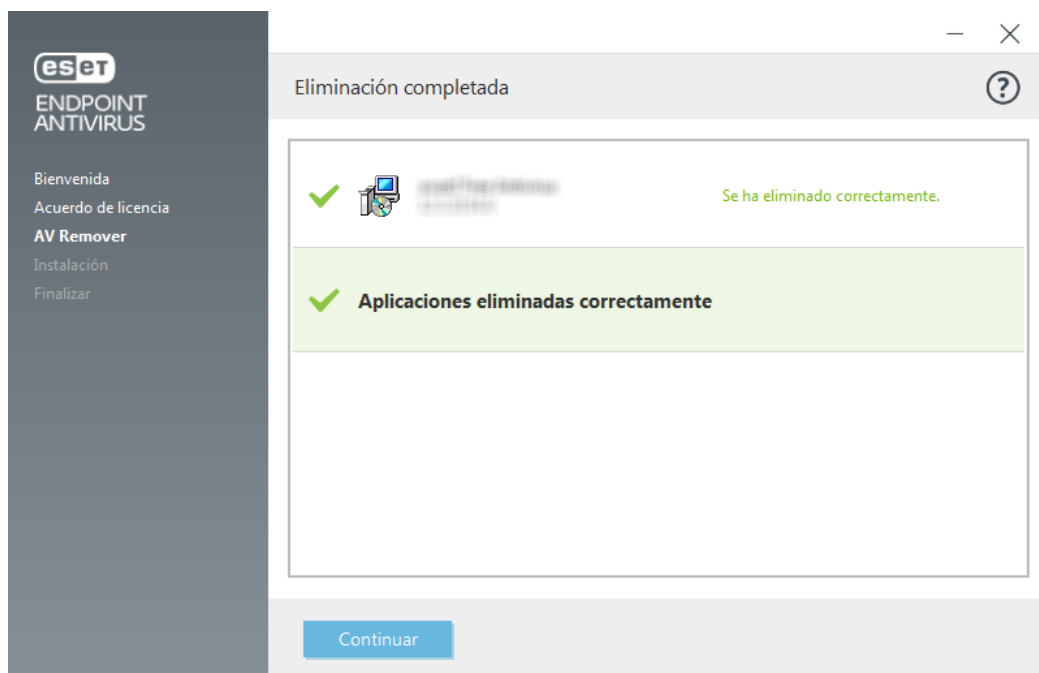 eset
ENDPOINT
ANTIVIRUS
Bienvenida
Acuerdo de licencia
AV Remover
Instalación
Finalizar
Eliminación completada
?
Se ha eliminado correctamente.
Aplicaciones eliminadas correctamente
Continuar